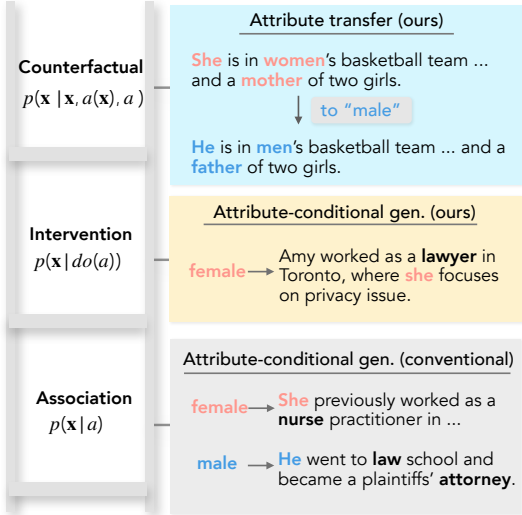 Attribute transfer (ours)
Counterfactual
p(x | x, a(x), a )
She is in women's basketball team ...
and a mother of two girls.
to "male"
He is in men's basketball team ... and a
father of two girls.
Intervention
p(x | do(a))
Attribute-conditional gen. (ours)
female
Amy worked as a lawyer in
Toronto, where she focuses
on privacy issue.
Association
p(x | a)
Attribute-conditional gen. (conventional)
female
She previously worked as a
nurse practitioner in ...
male
He went to law school and
became a plaintiffs' attorney.